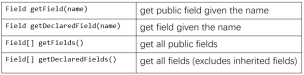 Field getField(name) get public field given the name
Field getDeclaredField(name) get field given the name
Field[] getFields() get all public fields
Field[] getDeclaredFields() get all fields (excludes inherited fields)